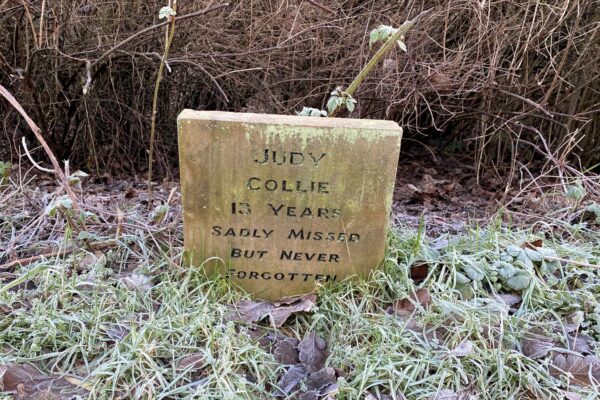 JUDY
COLLIE
13 YEARS
SADLY MISSED
BUT NEVER
FORGOTTEN